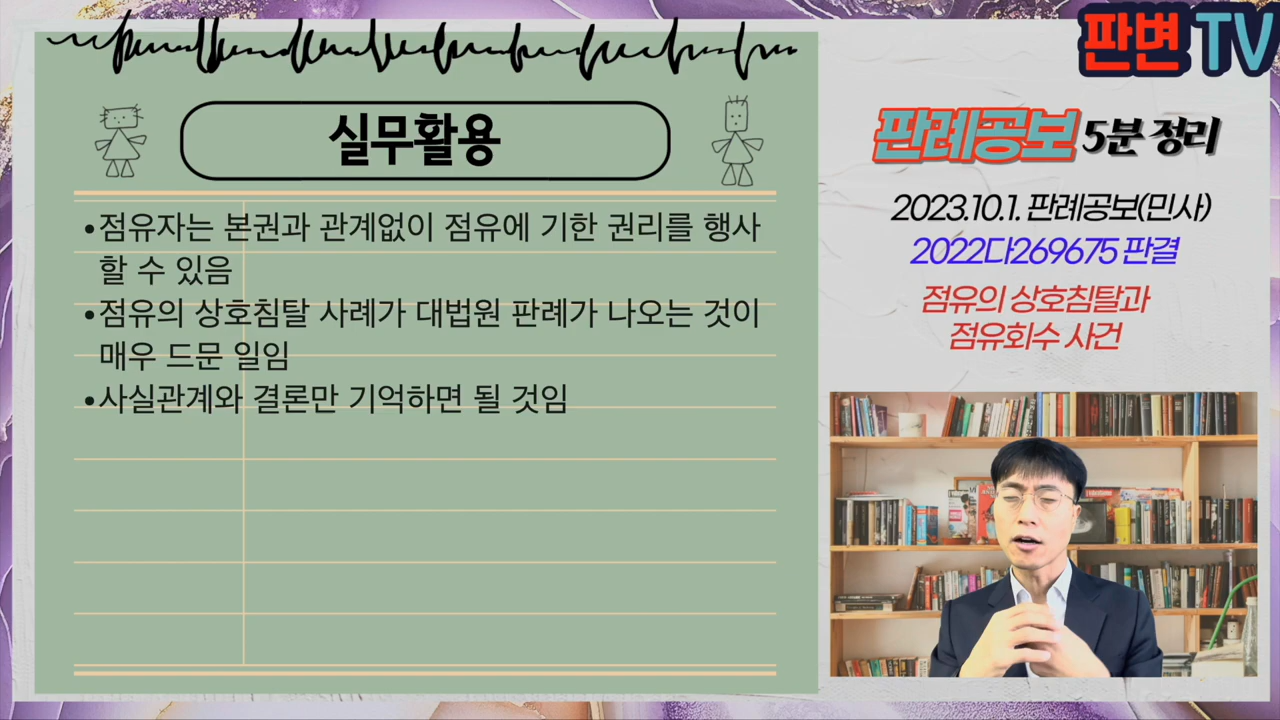 판변 TV
실무활용
•점유자는 본권과 관계없이 점유에 기한 권리를 행사
할 수 있음
•점유의 상호침탈 사례가 대법원 판례가 나오는 것이
매우 드문 일임
•사실관계와 결론만 기억하면 될 것임
판례공보 5분 정리
2023.10.1. 판례공보(민사)
2022다269675 판결
점유의 상호침탈과
점유회수 사건